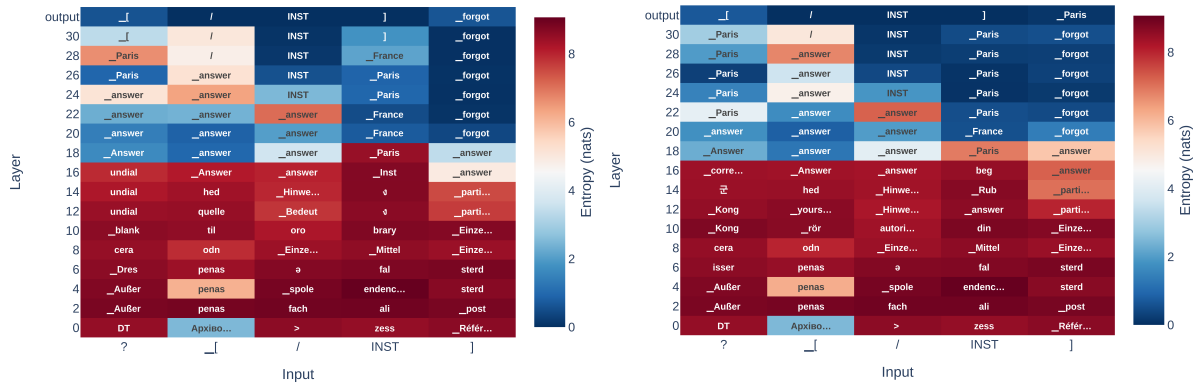 output _[ / INST ] _forgot
30 _[ / INST ] _forgot
28 _Paris / INST _France _forgot
26 _Paris _answer INST _Paris _forgot
24 _answer _answer INST _Paris _forgot
22 _answer _answer _answer _France _forgot
20 _answer _answer _answer _France _forgot
18 _Answer _answer _answer _Paris _answer
16 undial _Answer _answer _Inst _answer
14 undial hed _Hinwe... _parti...
12 undial quelle _Bedeut _parti...
10 _blank til oro brary _Einze...
8 cera odn _Einze... _Mittel _Einze...
6 _Dres penas ə fal sterd
4 _Außer penas _spole endenc... sterd
2 _Außer penas fach ali _post
0 DT Архіво... > zess _Référ...
? _[ / INST ]
Input
Layer
8
6
4
2
0
Entropy (nats)
output _[ / INST ] _Paris
30 _Paris / INST _Paris _forgot
28 _Paris _answer INST _Paris _forgot
26 _Paris _answer INST _Paris _forgot
24 _Paris _answer INST _Paris _forgot
22 _Paris _answer _answer _Paris _forgot
20 _answer _answer _answer _France _forgot
18 _Answer _answer _answer _Paris _answer
16 _corre... _Answer _answer beg _answer
14 군 hed _Hinwe... _Rub _parti...
12 _Kong _yours... _Hinwe... _answer _parti...
10 _Kong _rör autori... din _Einze...
8 cera odn _Einze... _Mittel _Einze...
6 isser penas ə fal sterd
4 _Außer penas _spole endenc... sterd
2 _Außer penas fach ali _post
0 DT Архіво... > zess _Référ...
? _[ / INST ]
Input
Layer
8
6
4
2
0
Entropy (nats)